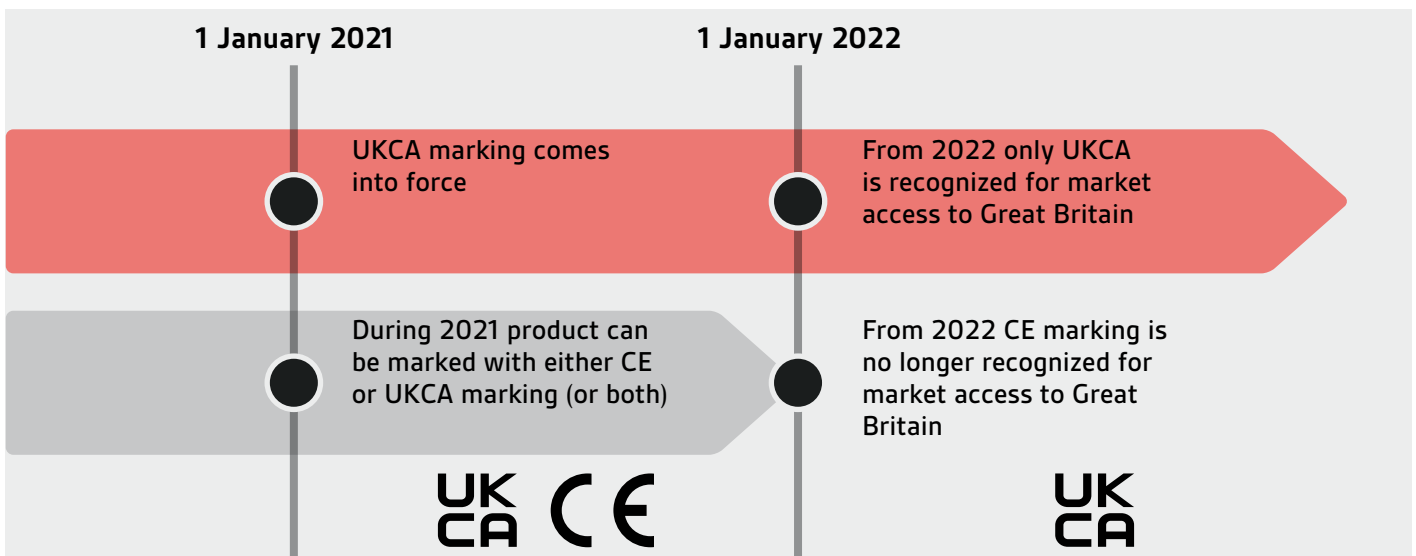 1 January 2021
1 January 2022
UKCA marking comes
into force
From 2022 only UKCA
is recognized for market
access to Great Britain
During 2021 product can
be marked with either CE
or UKCA marking (or both)
From 2022 CE marking is
no longer recognized for
market access to Great
Britain
UK
CA
CE
UK
CA